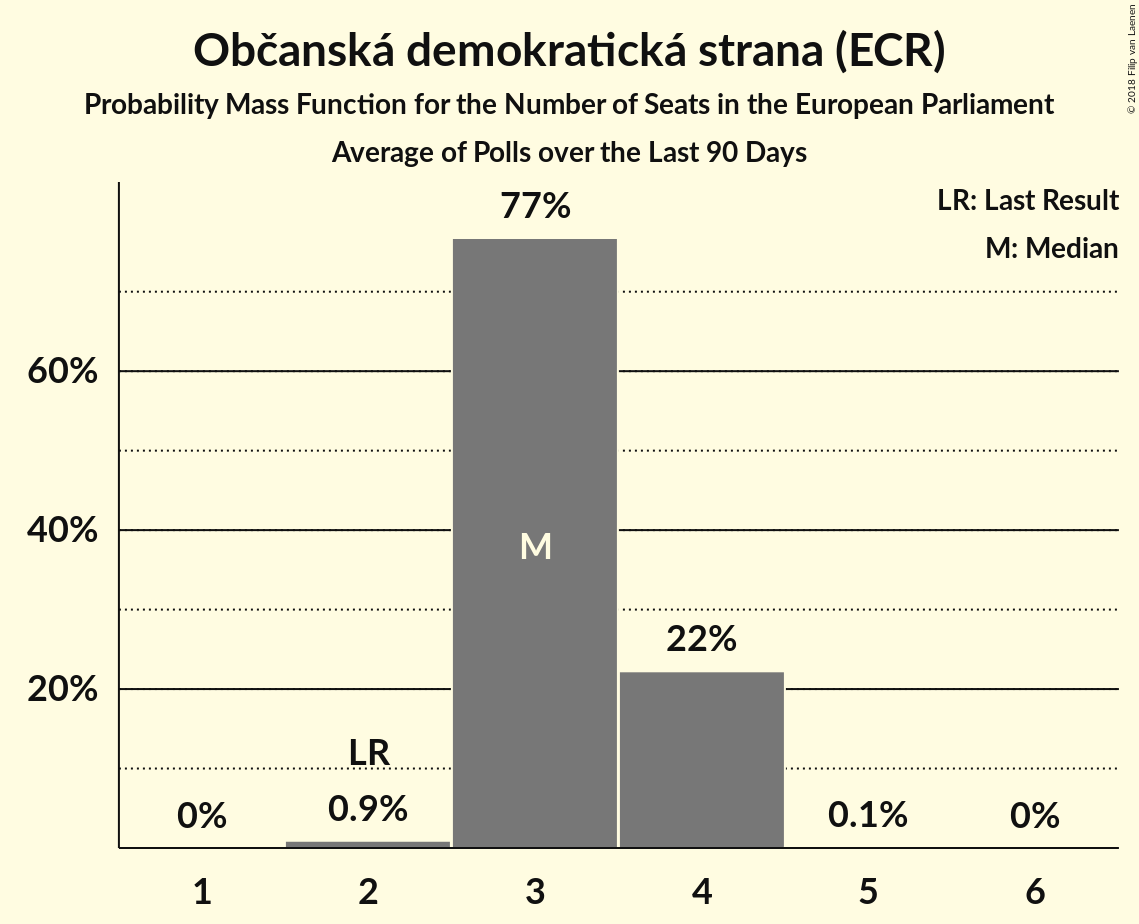 Občanská demokratická strana (ECR)
Probability Mass Function for the Number of Seats in the European Parliament
Average of Polls over the Last 90 Days
© 2018 Filip van Laenen
LR: Last Result
M: Median
77%
60%
40%
20%
M
22%
LR
0%
0.9%
0.1%
0%
1
2
3
4
5
6